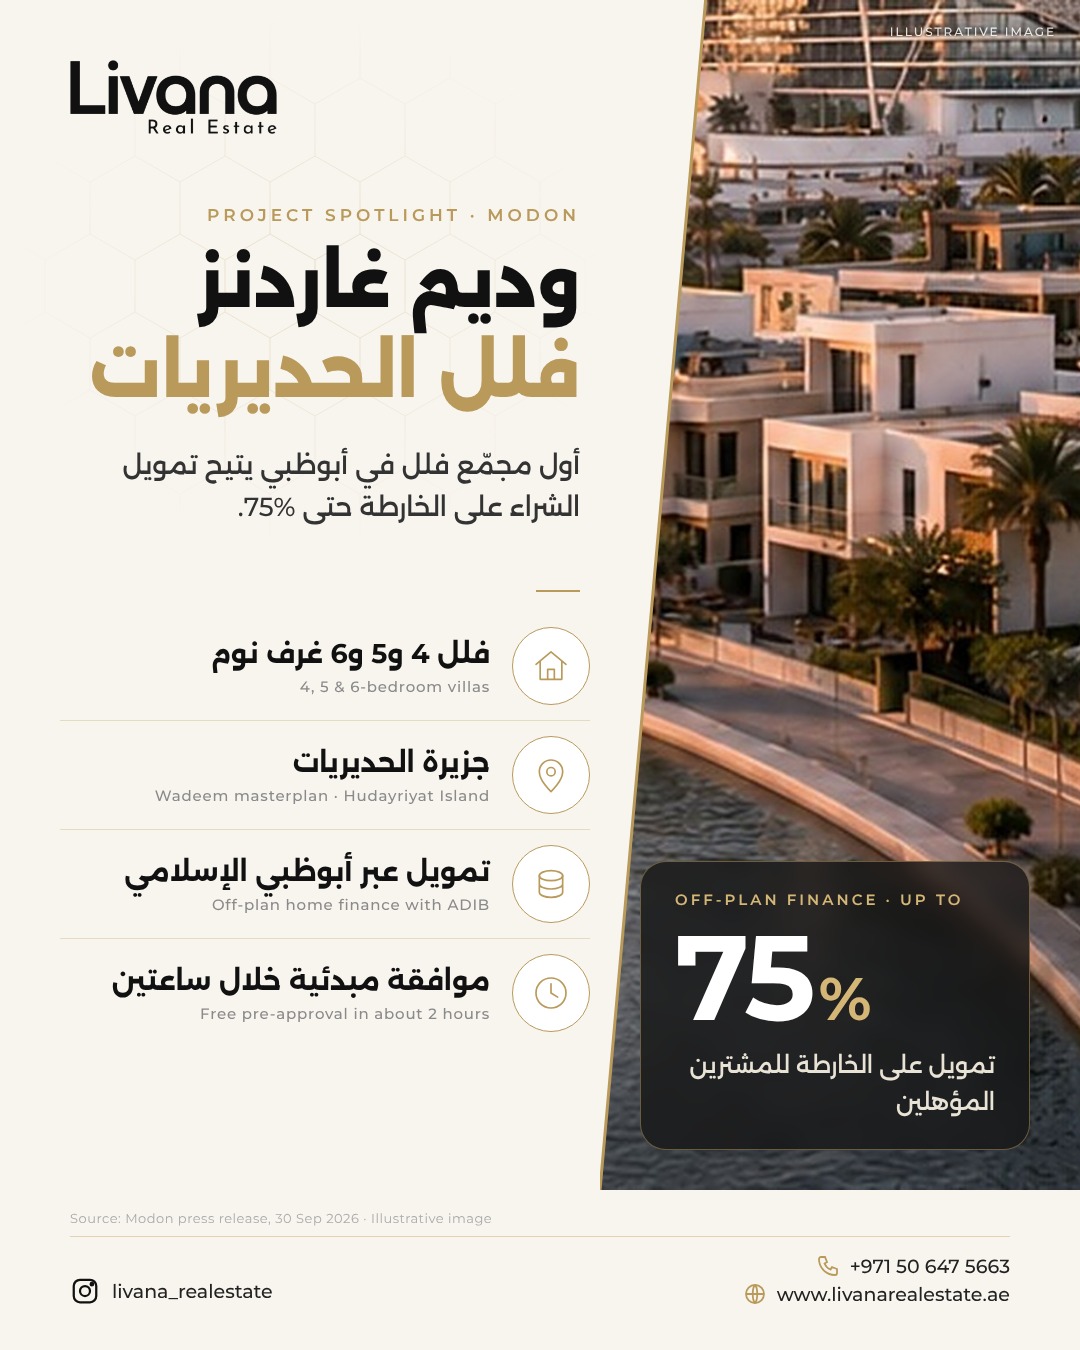 ILLUSTRATIVE IMAGE
Livana
Real Estate
PROJECT SPOTLIGHT · MODON
وديم غاردنز
فلل الحديريات
أول مجمّع فلل في أبوظبي يتيح تمويل
الشراء على الخارطة حتى 75%.
فلل 4 و5 و6 غرف نوم
4, 5 & 6-bedroom villas
جزيرة الحديريات
Wadeem masterplan · Hudayriyat Island
تمويل عبر أبوظبي الإسلامي
Off-plan home finance with ADIB
موافقة مبدئية خلال ساعتين
Free pre-approval in about 2 hours
OFF-PLAN FINANCE · UP TO
75%
تمويل على الخارطة للمشترين
المؤهلين
Source: Modon press release, 30 Sep 2026 · Illustrative image
livana_realestate
+971 50 647 5663
www.livanarealestate.ae